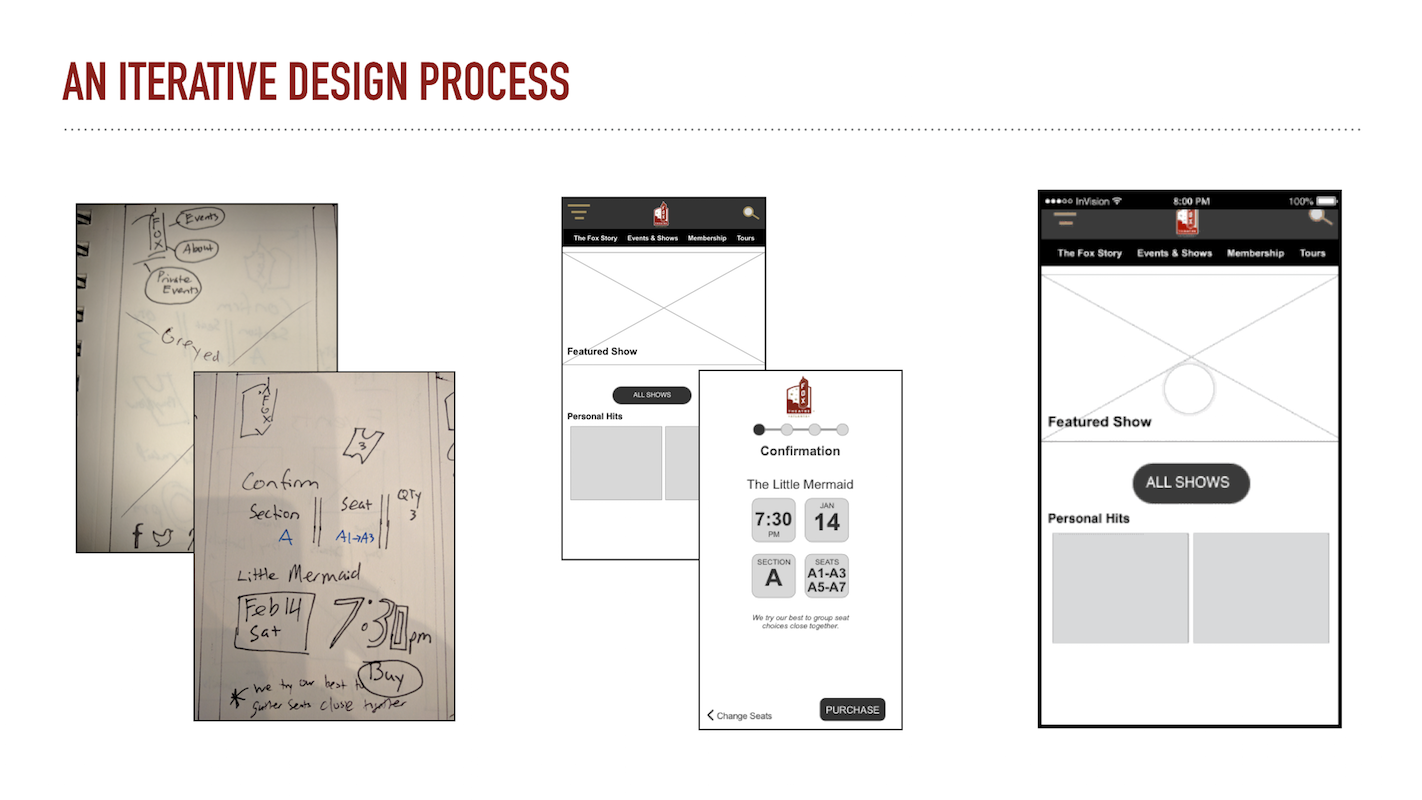 AN ITERATIVE DESIGN PROCESS
FOX
Events
About
Private
Events
Greyed
f
FOX
3
Confirm
Section
Seat
QTY
3
A
A1→A3
Little Mermaid
Feb 14
Sat
7:30pm
Buy
* we try our best to
seats close together
The Fox Story Events & Shows Membership Tours
Featured Show
ALL SHOWS
Personal Hits
FOX
THEATRE
Confirmation
The Little Mermaid
7:30
PM
JAN
14
SECTION
A
SEATS
A1-A3
A5-A7
We try our best to group seat
choices close together.
Change Seats
PURCHASE
InVision 8:00 PM 100%
The Fox Story Events & Shows Membership Tours
Featured Show
ALL SHOWS
Personal Hits